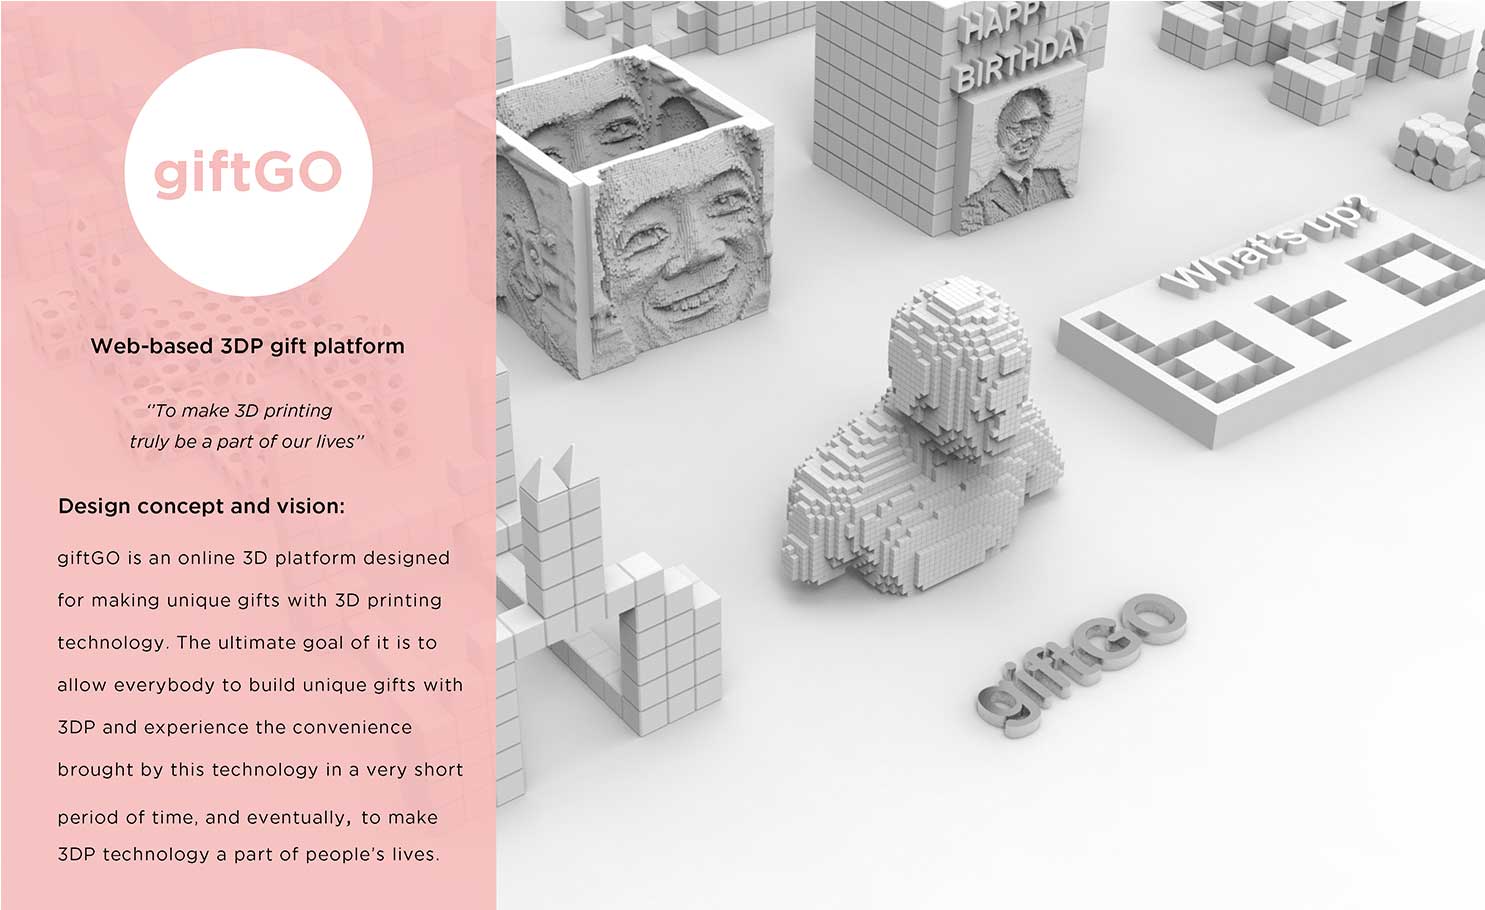 giftGO
Web-based 3DP gift platform
‘’To make 3D printing
truly be a part of our lives’’
Design concept and vision:
giftGO is an online 3D platform designed
for making unique gifts with 3D printing
technology. The ultimate goal of it is to
allow everybody to build unique gifts with
3DP and experience the convenience
brought by this technology in a very short
period of time, and eventually, to make
3DP technology a part of people’s lives.
HAPPY
BIRTHDAY
What's up?
bro
giftGO